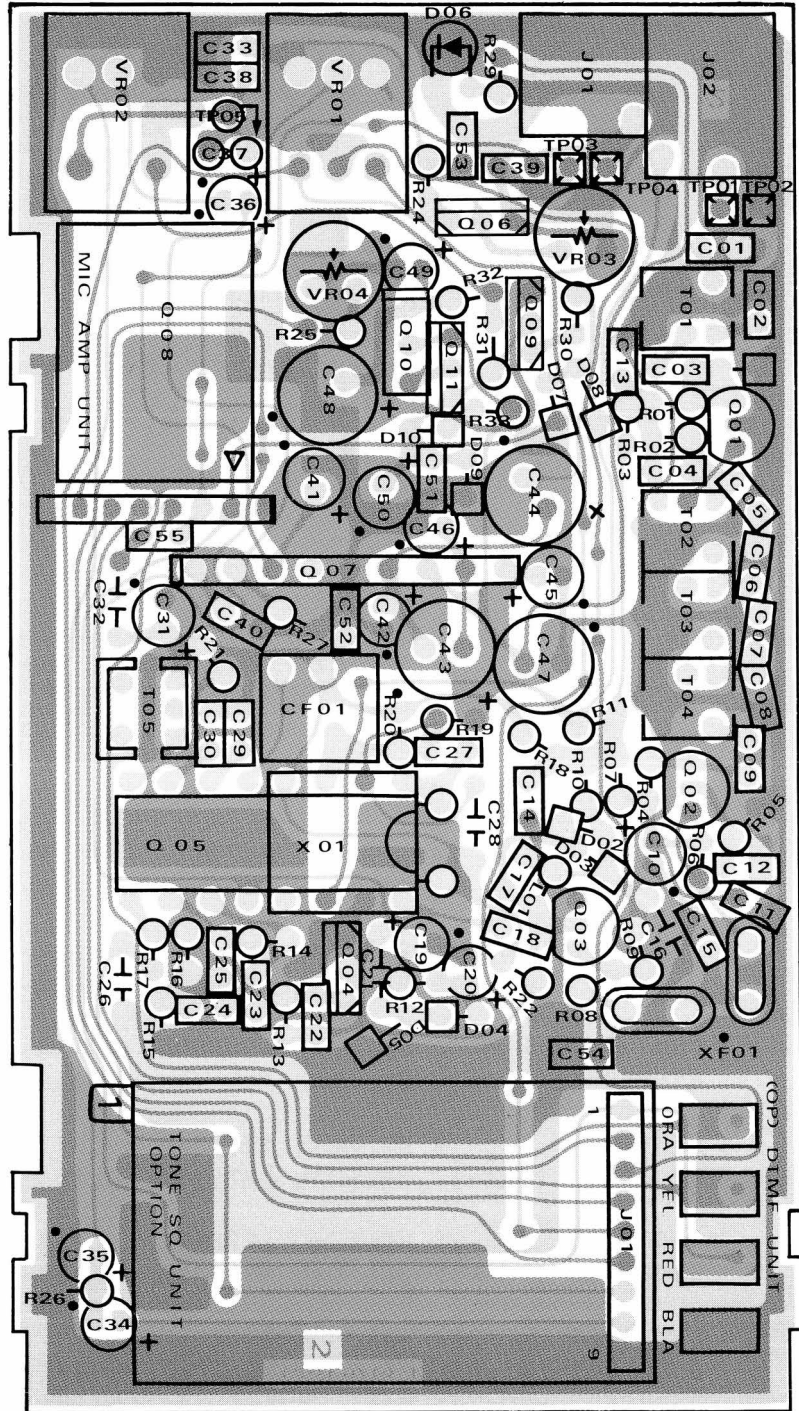 D06
VR02
C33
C38
TP05
C37
C36
VR01
R29
J01
J02
C53
C39
TP03
TP04
TP01
TP02
R24
Q06
VR03
C01
MIC AMP UNIT
Q08
VR04
C49
R32
T01
C02
R25
Q10
Q11
R31
Q09
R30
C13
C03
C48
D07
D08
R01
Q01
D10
R33
R02
R03
C04
C41
C50
C51
D09
C44
X
C05
C46
T02
C55
Q07
C45
C06
C32
C31
R21
C40
R27
C52
C42
C43
C47
T03
C07
T05
C30
C29
CF01
R20
R19
C27
R11
R18
T04
C08
C09
R10
R07
R04
Q02
R05
Q05
X01
C28
C14
D02
D03
C10
R06
C12
C17
L01
C11
C18
Q03
C16
C15
R09
R17
R16
C25
R14
Q04
C21
C19
C20
C26
R15
C24
C23
R13
C22
R12
R22
R08
D05
D04
C54
XF01
1
TONE SQ UNIT
OPTION
1
J01
9
(OP) DTMF UNIT
ORA
YEL
RED
BLA
C35
R26
C34
2